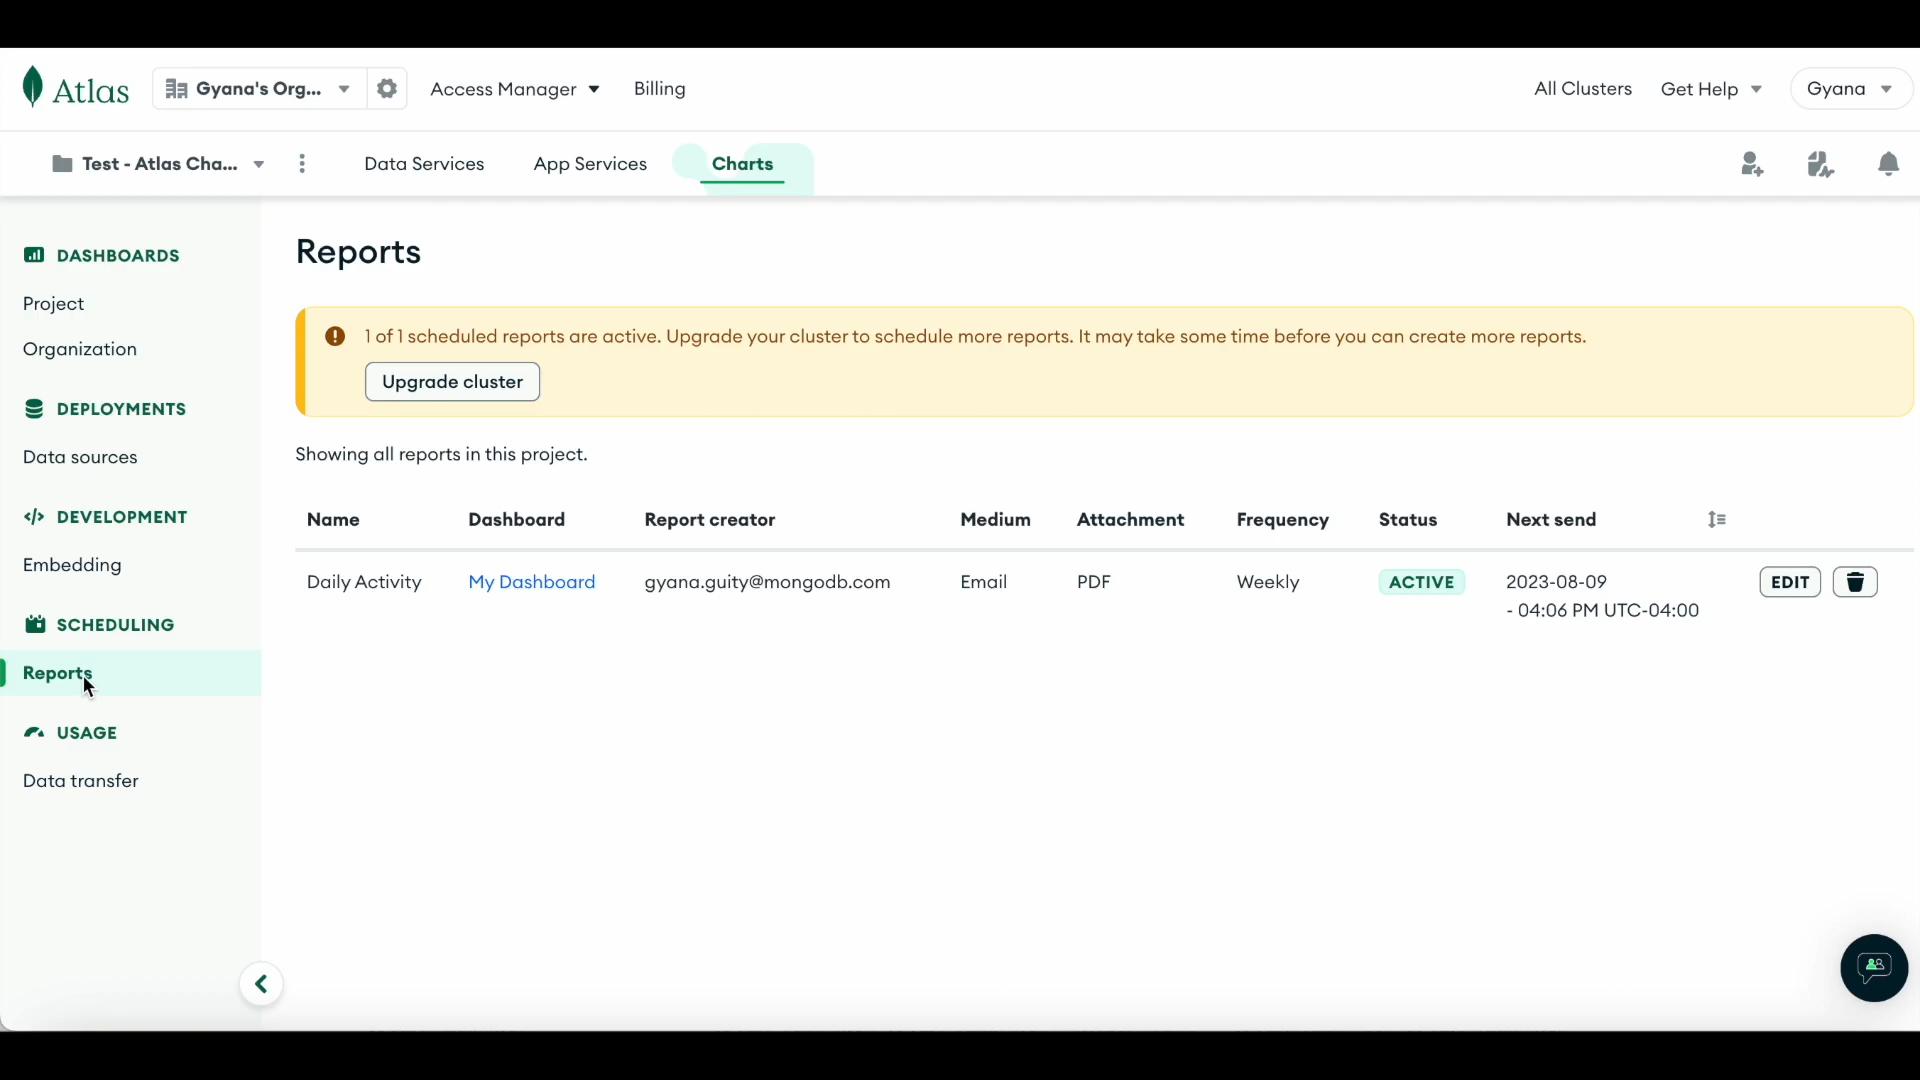 Atlas
Gyana's Org...
Access Manager
Billing
All Clusters
Get Help
Gyana
Test - Atlas Cha...
Data Services
App Services
Charts
DASHBOARDS
Project
Organization
DEPLOYMENTS
Data sources
DEVELOPMENT
Embedding
SCHEDULING
Reports
USAGE
Data transfer
Reports
1 of 1 scheduled reports are active. Upgrade your cluster to schedule more reports. It may take some time before you can create more reports.
Upgrade cluster
Showing all reports in this project.
Name Dashboard Report creator Medium Attachment Frequency Status Next send
Daily Activity My Dashboard gyana.guity@mongodb.com Email PDF Weekly ACTIVE 2023-08-09 EDIT
- 04:06 PM UTC-04:00